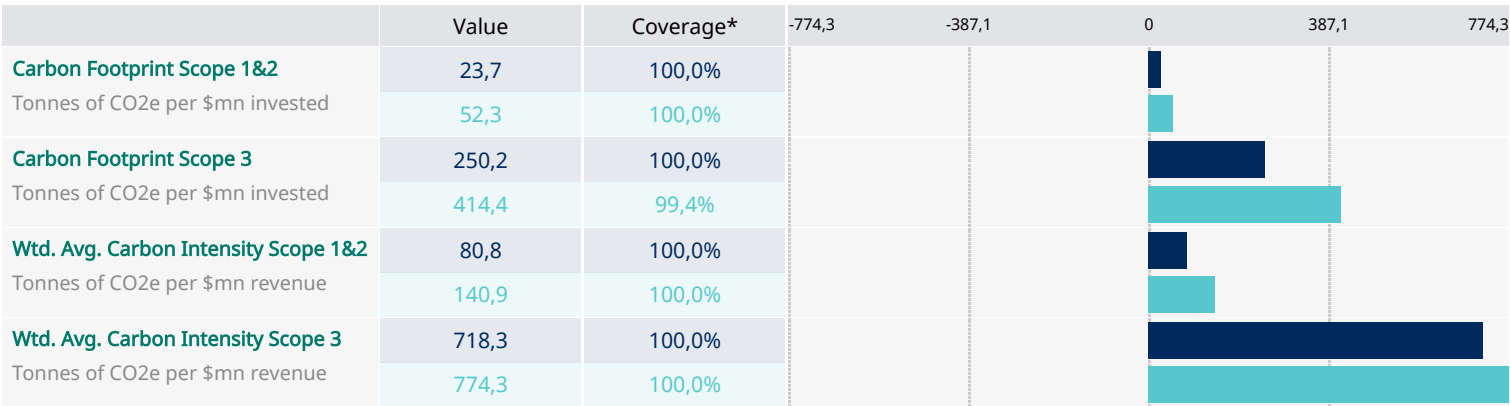 Value Coverage* -774,3 -387,1 0 387,1 774,3
Carbon Footprint Scope 1&2 23,7 100,0%
Tonnes of CO2e per $mn invested 52,3 100,0%
Carbon Footprint Scope 3 250,2 100,0%
Tonnes of CO2e per $mn invested 414,4 99,4%
Wtd. Avg. Carbon Intensity Scope 1&2 80,8 100,0%
Tonnes of CO2e per $mn revenue 140,9 100,0%
Wtd. Avg. Carbon Intensity Scope 3 718,3 100,0%
Tonnes of CO2e per $mn revenue 774,3 100,0%